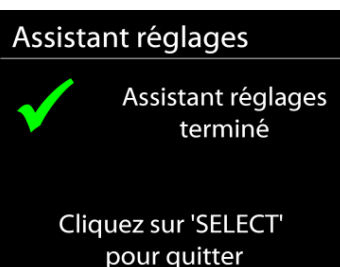 Assistant réglages
Assistant réglages
terminé
Cliquez sur 'SELECT'
pour quitter